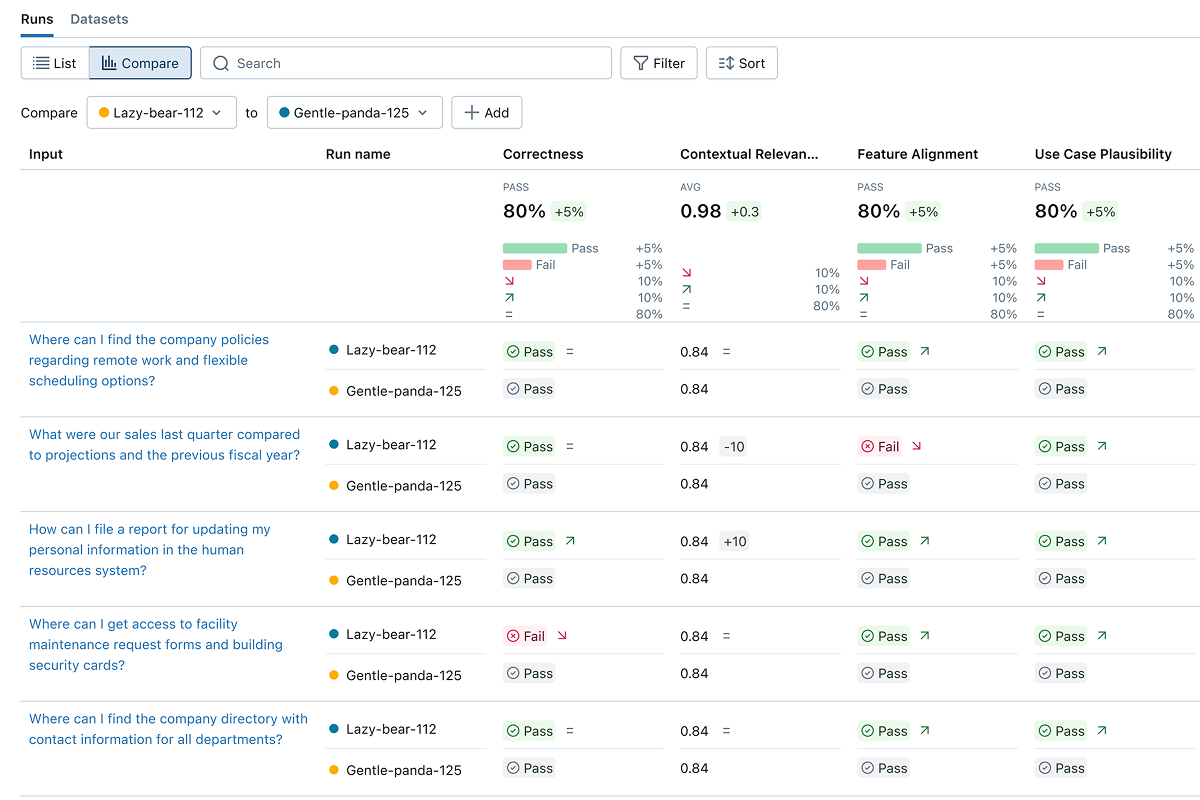 Runs Datasets
List Compare Search Filter Sort
Compare Lazy-bear-112 to Gentle-panda-125 Add
Input Run name Correctness Contextual Relevan... Feature Alignment Use Case Plausibility
PASS AVG PASS PASS
80% +5% 0.98 +0.3 80% +5% 80% +5%
Pass +5% Pass +5% Pass +5%
Fail +5% Fail +5% Fail +5%
10% 10% 10% 10%
10% 10% 10% 10%
= 80% = 80% = 80% = 80%
Where can I find the company policies
regarding remote work and flexible
scheduling options?
Lazy-bear-112 Pass = 0.84 = Pass Pass
Gentle-panda-125 Pass 0.84 Pass Pass
What were our sales last quarter compared
to projections and the previous fiscal year?
Lazy-bear-112 Pass = 0.84 -10 Fail Pass
Gentle-panda-125 Pass 0.84 Pass Pass
How can I file a report for updating my
personal information in the human
resources system?
Lazy-bear-112 Pass 0.84 +10 Pass Pass
Gentle-panda-125 Pass 0.84 Pass Pass
Where can I get access to facility
maintenance request forms and building
security cards?
Lazy-bear-112 Fail 0.84 = Pass Pass
Gentle-panda-125 Pass 0.84 Pass Pass
Where can I find the company directory with
contact information for all departments?
Lazy-bear-112 Pass = 0.84 = Pass Pass
Gentle-panda-125 Pass 0.84 Pass Pass